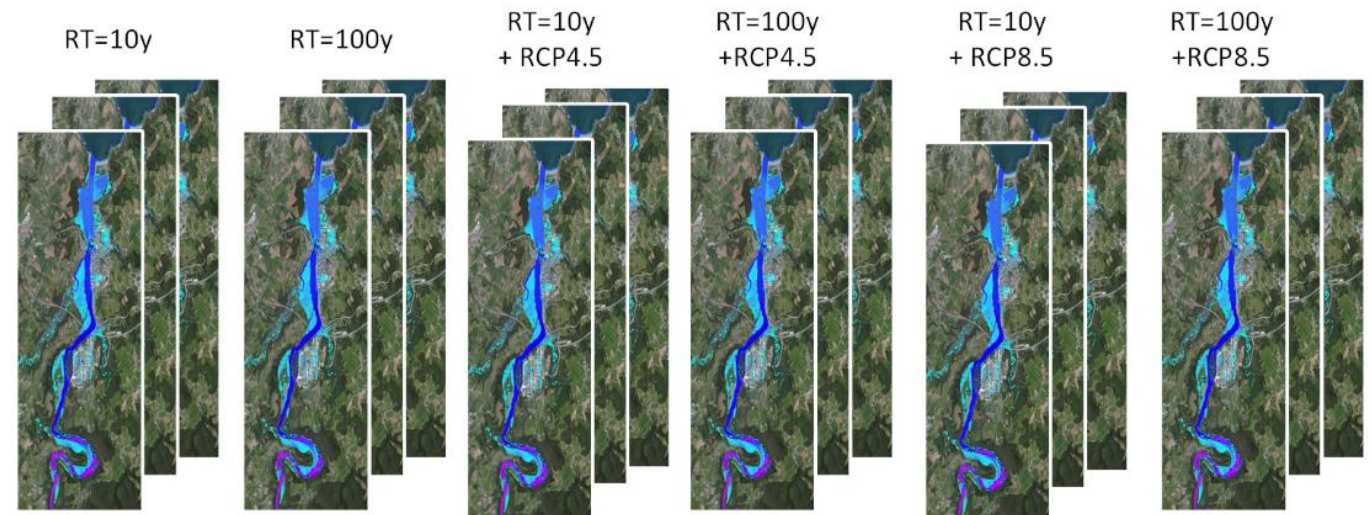 RT=10y
RT=100y
RT=10y
+ RCP4.5
RT=100y
+RCP4.5
RT=10y
+ RCP8.5
RT=100y
+RCP8.5